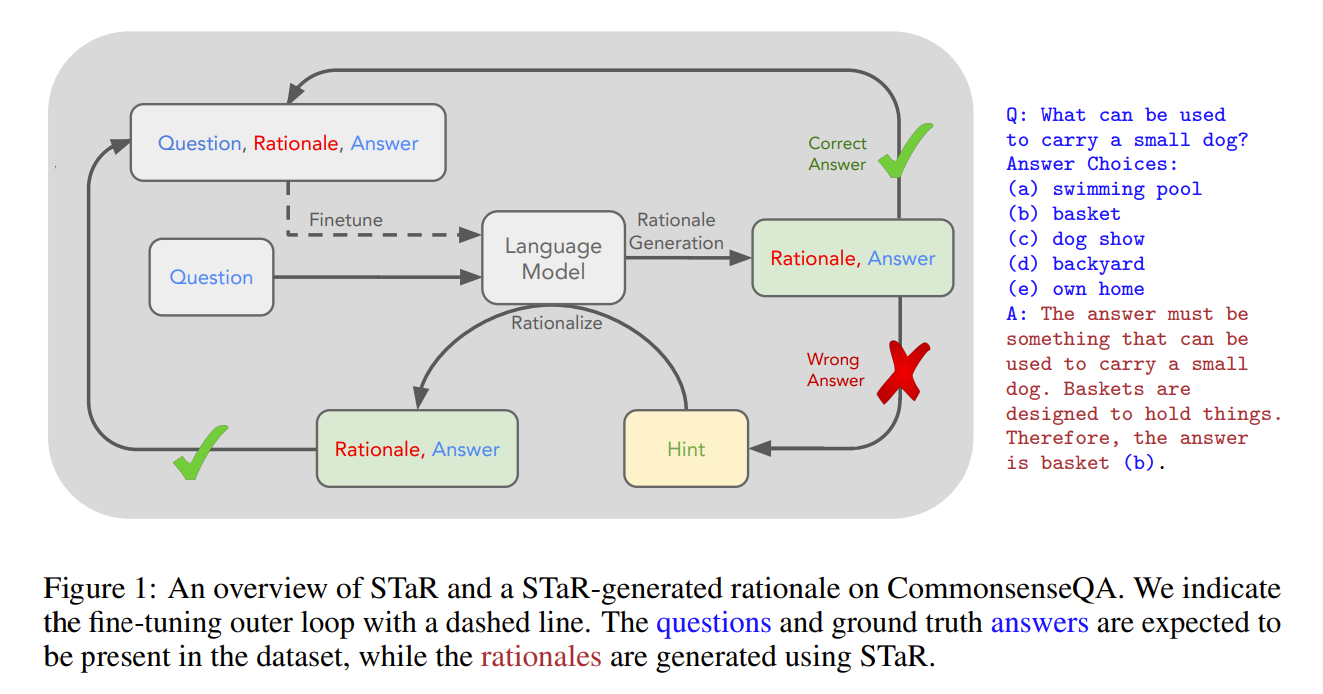 Question, Rationale, Answer
Finetune
Question
Language
Model
Rationale
Generation
Rationale, Answer
Correct
Answer
Wrong
Answer
Rationalize
Rationale, Answer
Hint
Q: What can be used
to carry a small dog?
Answer Choices:
(a) swimming pool
(b) basket
(c) dog show
(d) backyard
(e) own home
A: The answer must be
something that can be
used to carry a small
dog. Baskets are
designed to hold things.
Therefore, the answer
is basket (b).
Figure 1: An overview of STaR and a STaR-generated rationale on CommonsenseQA. We indicate
the fine-tuning outer loop with a dashed line. The questions and ground truth answers are expected to
be present in the dataset, while the rationales are generated using STaR.